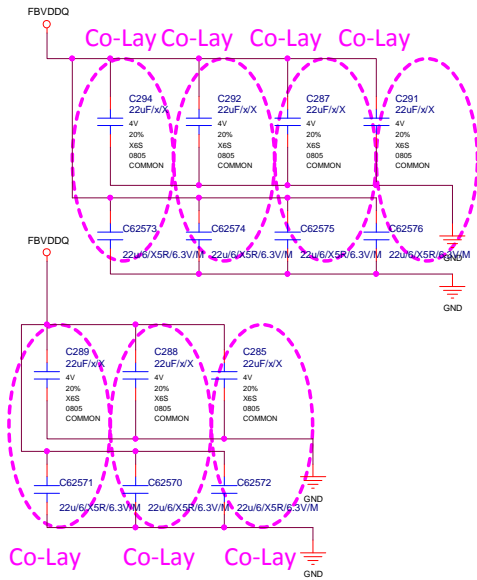 FBVDDQ
Co-Lay Co-Lay Co-Lay Co-Lay
C294 C292 C287 C291
22uF/x/X 22uF/x/X 22uF/x/X 22uF/x/X
4V 4V 4V 4V
20% 20% 20% 20%
X6S X6S X6S X6S
0805 0805 0805 0805
COMMON COMMON COMMON COMMON
C62573 C62574 C62575 C62576
FBVDDQ
22u/6/X5R/6.3V/M 22u/6/X5R/6.3V/M 22u/6/X5R/6.3V/M 22u/6/X5R/6.3V/M
GND
GND
C289 C288 C285
22uF/x/X 22uF/x/X 22uF/x/X
4V 4V 4V
20% 20% 20%
X6S X6S X6S
0805 0805 0805
COMMON COMMON COMMON
C62571 C62570 C62572
GND
22u/6/X5R/6.3V/M 22u/6/X5R/6.3V/M 22u/6/X5R/6.3V/M
Co-Lay Co-Lay Co-Lay
GND